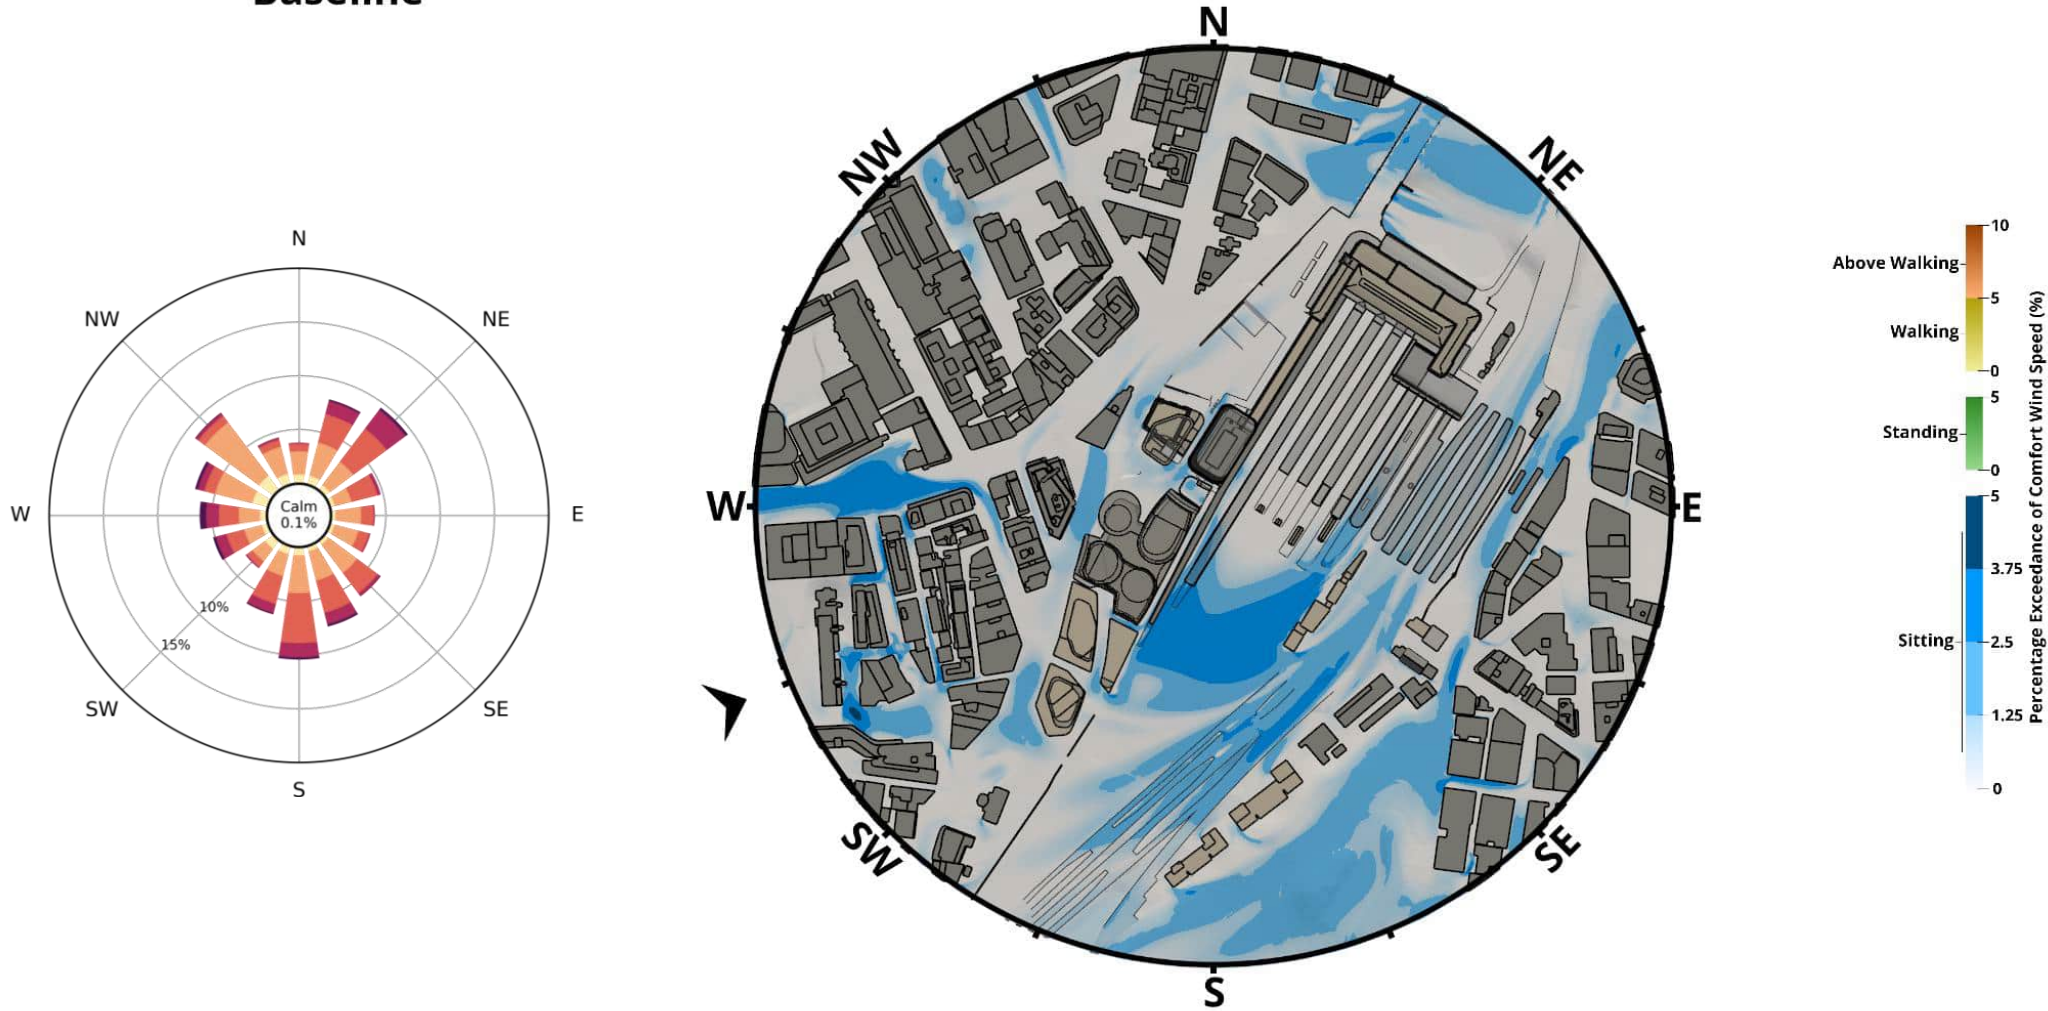 Baseline
N
NW
NE
W
E
Calm
0.1%
10%
15%
SW
SE
S
N
NW
NE
W
E
SW
SE
S
10
Above Walking
5
Walking
0
5
Standing
0
5
3.75
Sitting
2.5
1.25
0
Percentage Exceedance of Comfort Wind Speed (%)